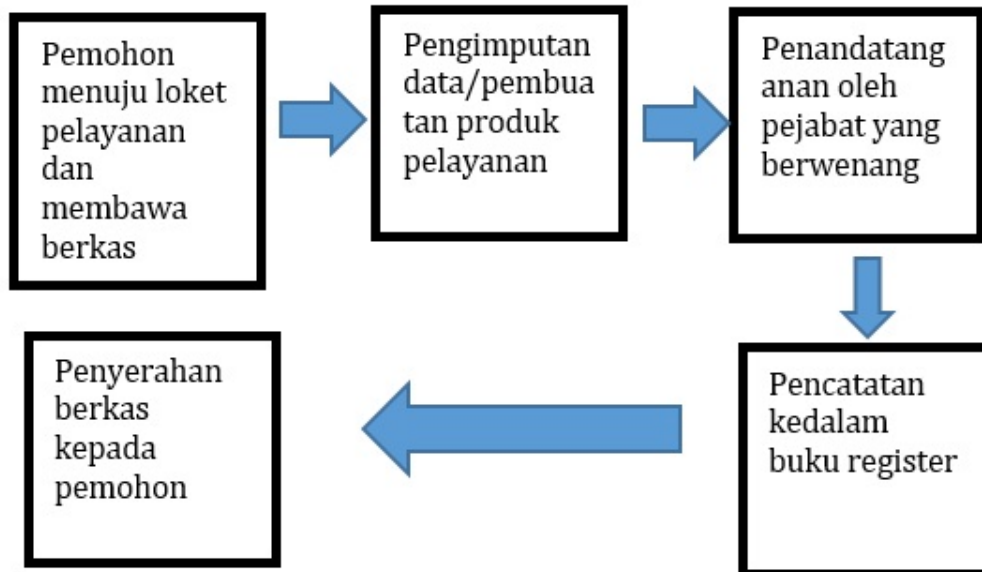 Pemohon
menuju loket
pelayanan
dan
membawa
berkas
Pengimputan
data/pembua
tan produk
pelayanan
Penandatang
anan oleh
pejabat yang
berwenang
Pencatatan
kedalam
buku register
Penyerahan
berkas
kepada
pemohon